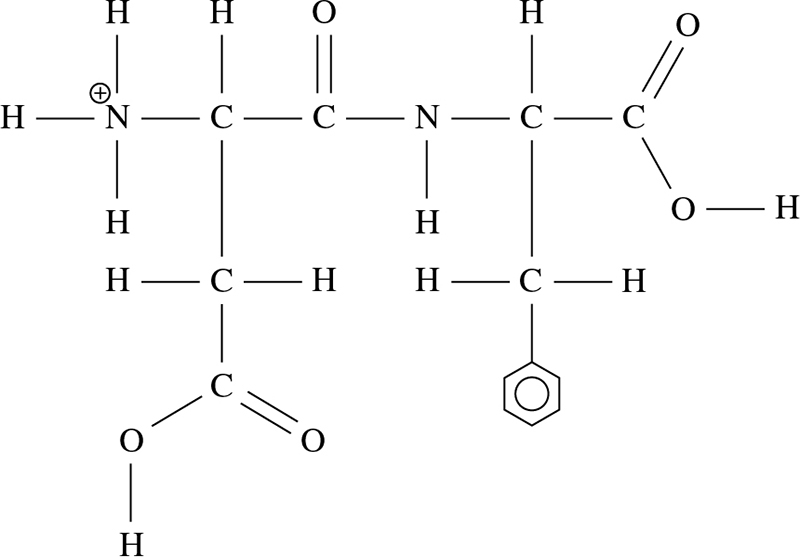 H H O H O
⊕
H N C C N C C
H H O H
H C H H C H
C
O O
H